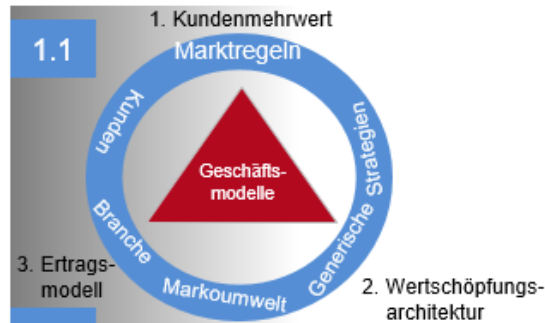 1. Kundenmehrwert
1.1
Marktregeln
Kunden
Generische Strategien
Geschäfts-
modelle
Branche
Markoumwelt
3. Ertrags-
modell
2. Wertschöpfungs-
architektur